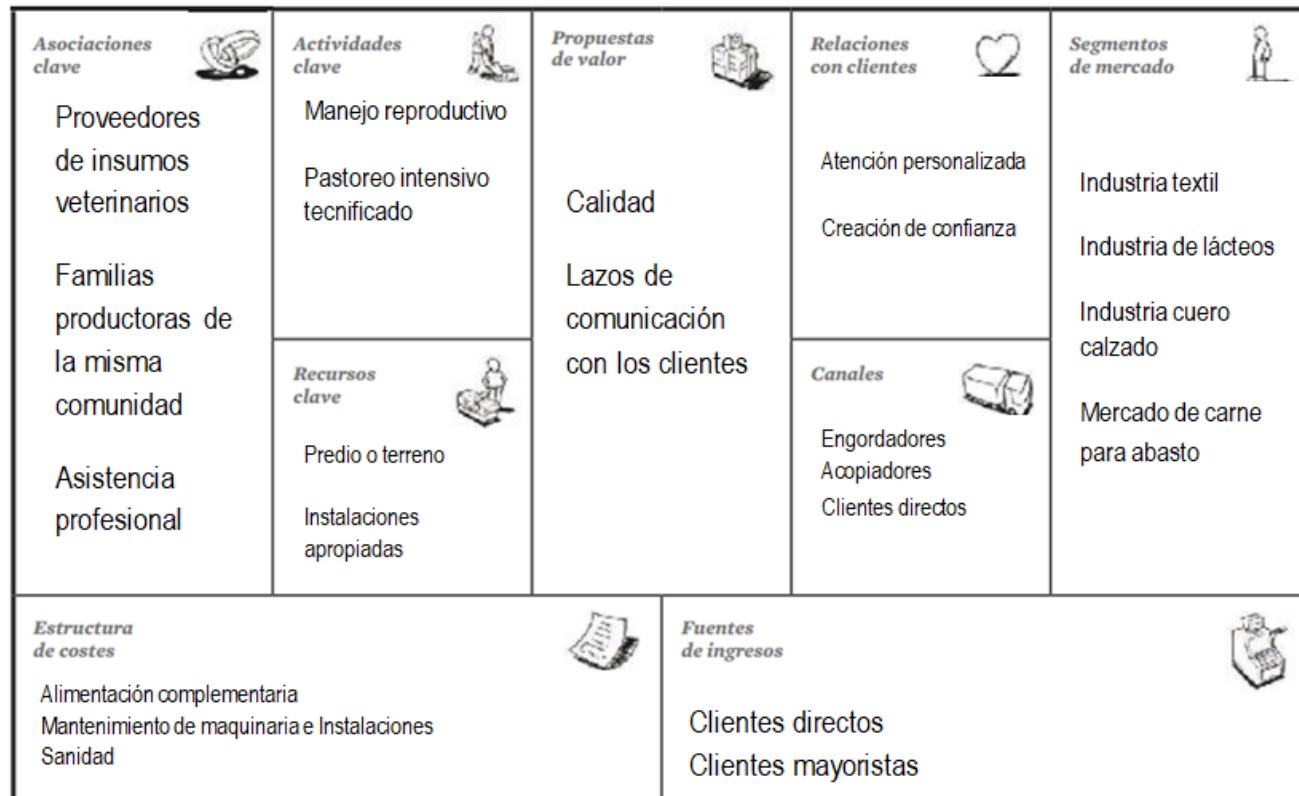 Asociaciones
clave
Proveedores
de insumos
veterinarios
Familias
productoras de
la misma
comunidad
Asistencia
profesional
Actividades
clave
Manejo reproductivo
Pastoreo intensivo
tecnificado
Recursos
clave
Predio o terreno
Instalaciones
apropiadas
Propuestas
de valor
Calidad
Lazos de
comunicación
con los clientes
Relaciones
con clientes
Atención personalizada
Creación de confianza
Canales
Engordadores
Acopiadores
Clientes directos
Segmentos
de mercado
Industria textil
Industria de lácteos
Industria cuero
calzado
Mercado de carne
para abasto
Estructura
de costes
Alimentación complementaria
Mantenimiento de maquinaria e Instalaciones
Sanidad
Fuentes
de ingresos
Clientes directos
Clientes mayoristas